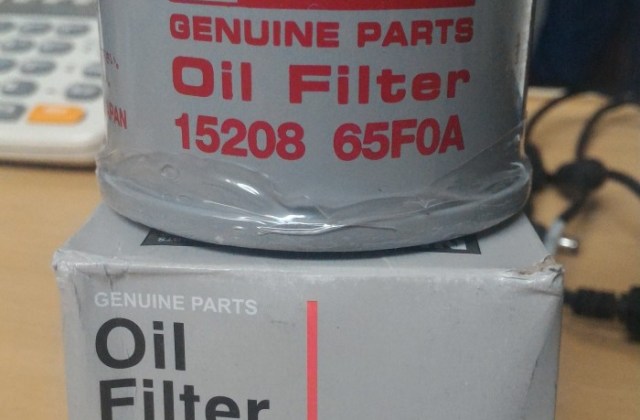 GENUINE PARTS
Oil Filter
15208 65F0A
GENUINE PARTS
Oil
Filter